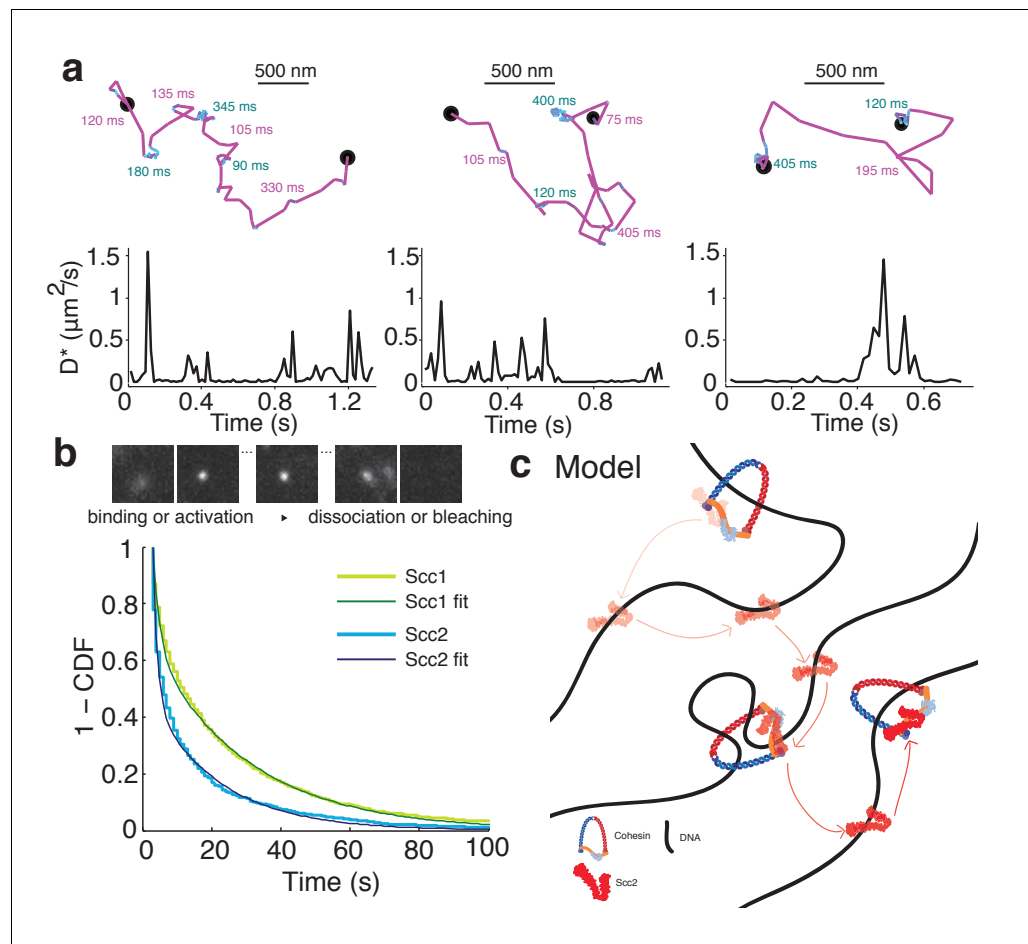 a
500 nm
135 ms
345 ms
120 ms
105 ms
180 ms
90 ms
330 ms
500 nm
400 ms
75 ms
105 ms
120 ms
405 ms
500 nm
120 ms
405 ms
195 ms
D* (µm²/s)
1.5
1
0.5
0
0 0.4 0.8 1.2
Time (s)
1.5
1
0.5
0
0 0.4 0.8
Time (s)
1.5
1
0.5
0
0 0.2 0.4 0.6
Time (s)
b
... ...
binding or activation ▸ dissociation or bleaching
1 – CDF
1
0.8
0.6
0.4
0.2
0
0 20 40 60 80 100
Time (s)
Scc1
Scc1 fit
Scc2
Scc2 fit
c Model
Cohesin
DNA
Scc2